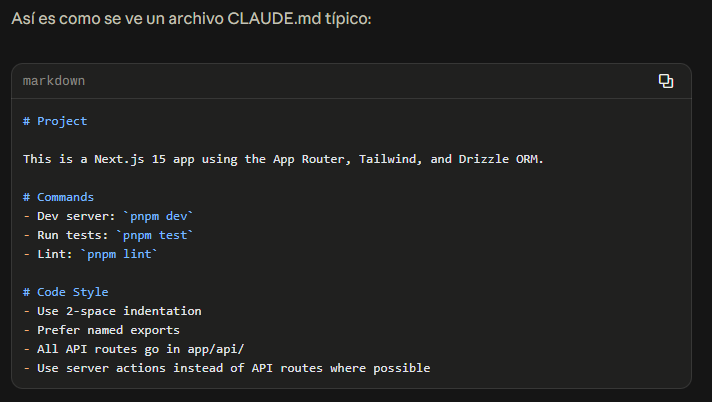 Así es como se ve un archivo CLAUDE.md típico:
markdown
# Project
This is a Next.js 15 app using the App Router, Tailwind, and Drizzle ORM.
# Commands
- Dev server: `pnpm dev`
- Run tests: `pnpm test`
- Lint: `pnpm lint`
# Code Style
- Use 2-space indentation
- Prefer named exports
- All API routes go in app/api/
- Use server actions instead of API routes where possible